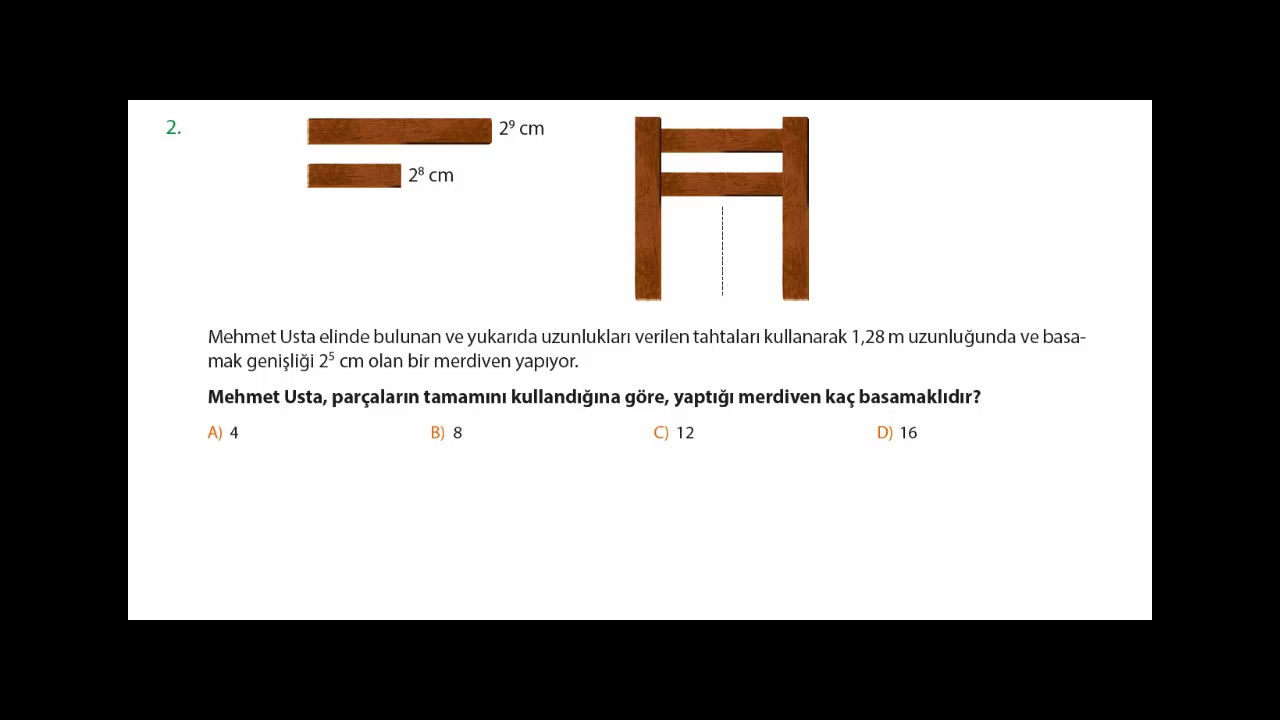 2.
2⁹ cm
2⁸ cm
Mehmet Usta elinde bulunan ve yukarıda uzunlukları verilen tahtaları kullanarak 1,28 m uzunluğunda ve basa-
mak genişliği 2⁵ cm olan bir merdiven yapıyor.
Mehmet Usta, parçaların tamamını kullandığına göre, yaptığı merdiven kaç basamaklıdır?
A) 4 B) 8 C) 12 D) 16